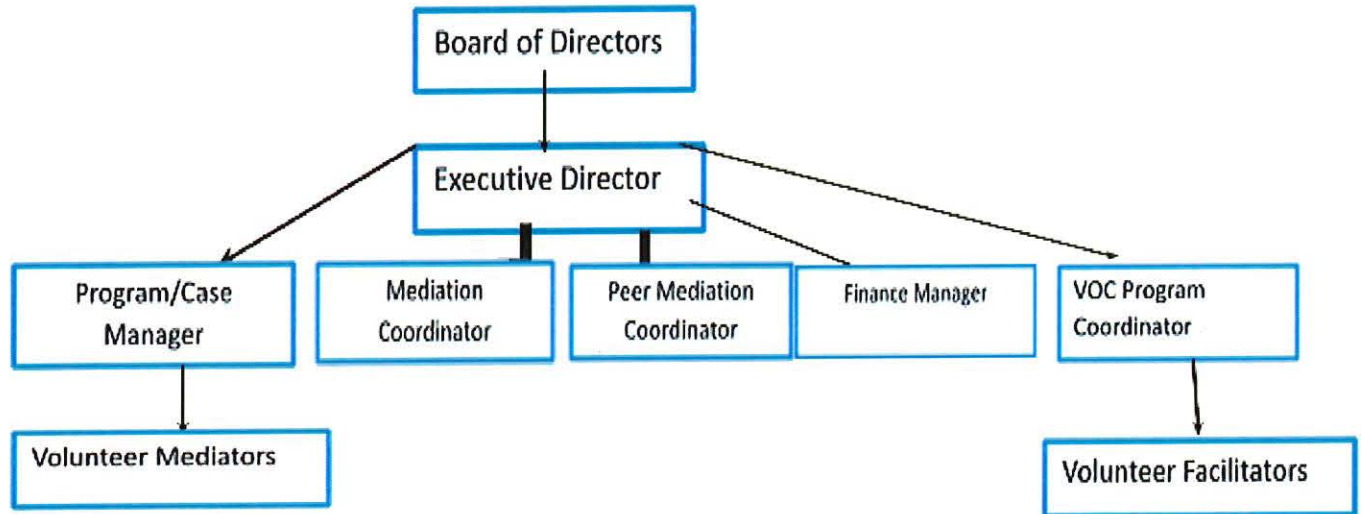 Board of Directors
Executive Director
Program/Case
Manager
Mediation
Coordinator
Peer Mediation
Coordinator
Finance Manager
VOC Program
Coordinator
Volunteer Mediators
Volunteer Facilitators